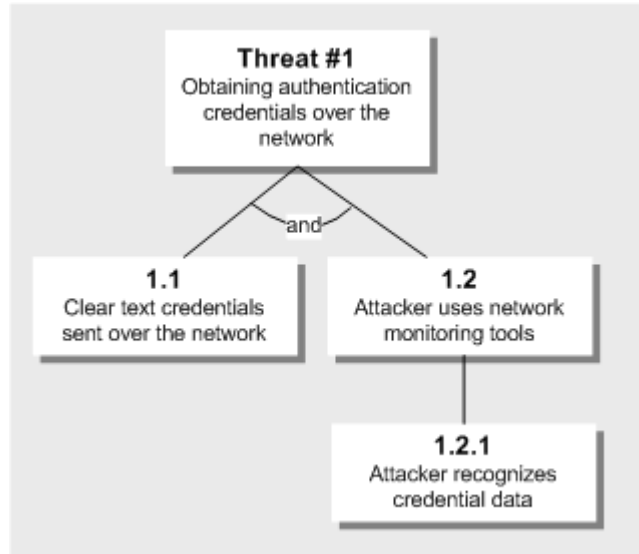 Threat #1
Obtaining authentication
credentials over the
network
and
1.1
Clear text credentials
sent over the network
1.2
Attacker uses network
monitoring tools
1.2.1
Attacker recognizes
credential data